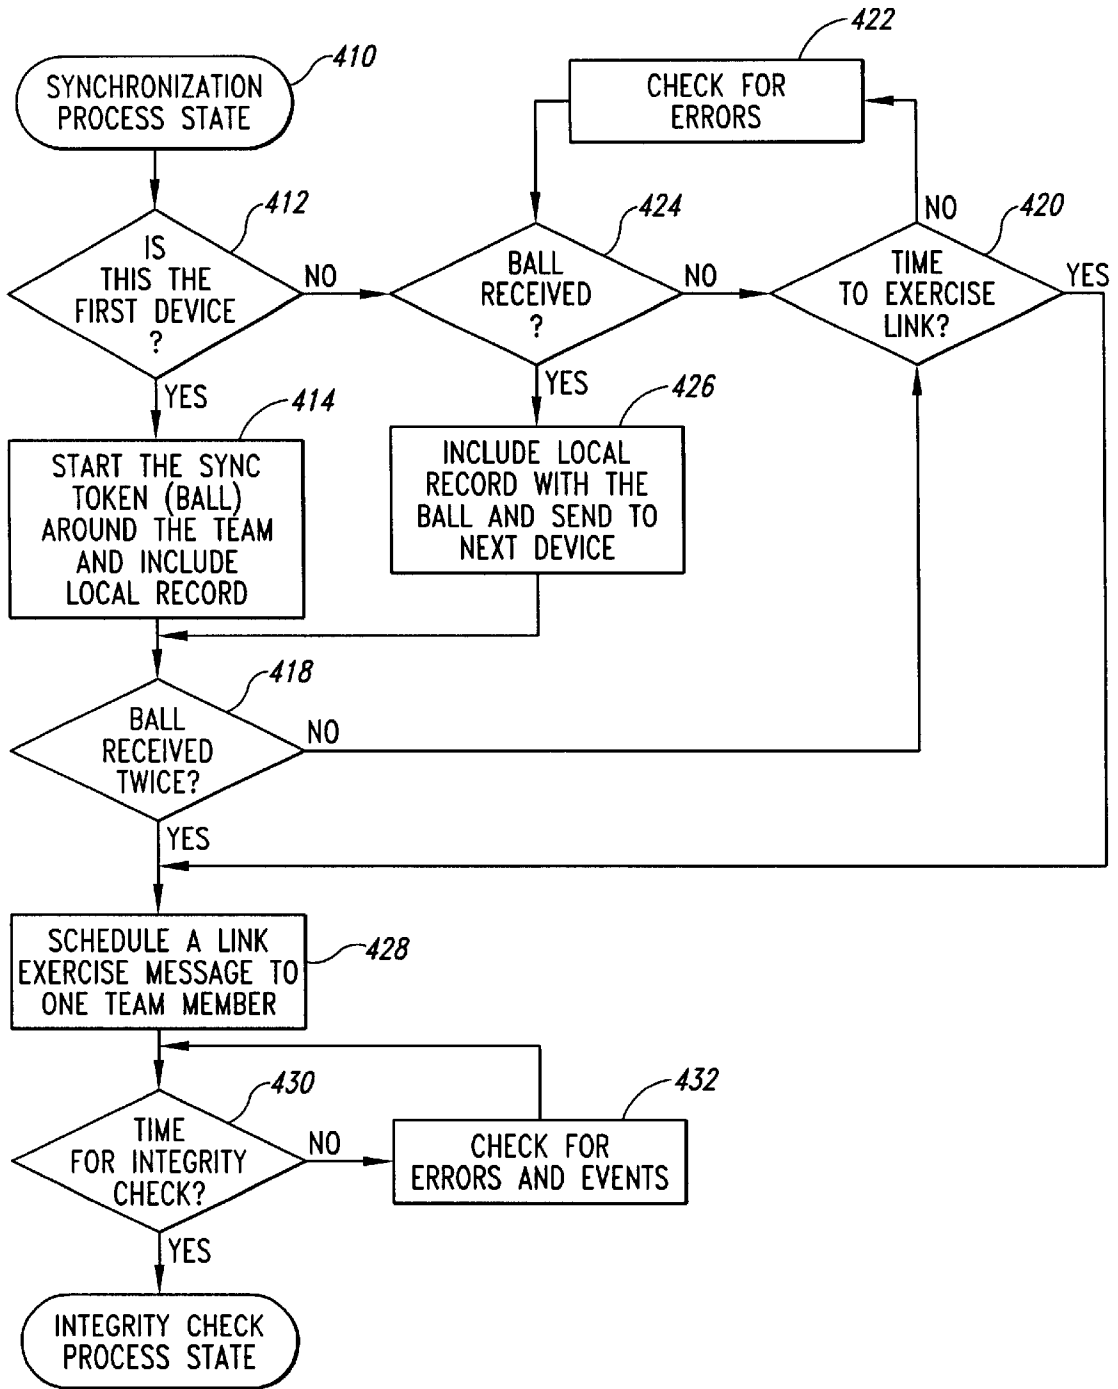 422
410
SYNCHRONIZATION
PROCESS STATE
CHECK FOR
ERRORS
412
424
NO
420
IS
THIS THE
FIRST DEVICE
?
NO
BALL
RECEIVED
?
NO
TIME
TO EXERCISE
LINK?
YES
YES
414
YES
426
START THE SYNC
TOKEN (BALL)
AROUND THE TEAM
AND INCLUDE
LOCAL RECORD
INCLUDE LOCAL
RECORD WITH THE
BALL AND SEND TO
NEXT DEVICE
418
BALL
RECEIVED
TWICE?
NO
YES
SCHEDULE A LINK
EXERCISE MESSAGE TO
ONE TEAM MEMBER
428
430
432
TIME
FOR INTEGRITY
CHECK?
NO
CHECK FOR
ERRORS AND EVENTS
YES
INTEGRITY CHECK
PROCESS STATE